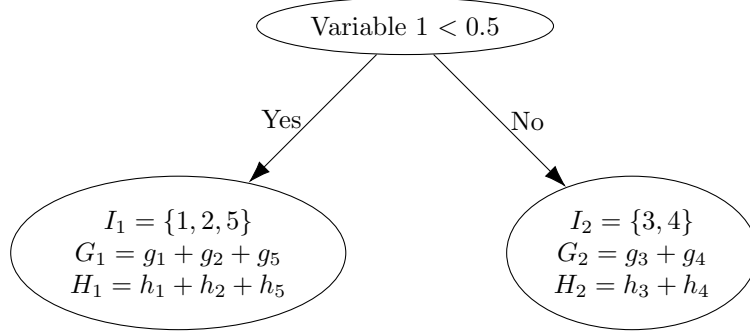 Variable 1 < 0.5
Yes
No
I₁ = {1, 2, 5}
G₁ = g₁ + g₂ + g₅
H₁ = h₁ + h₂ + h₅
I₂ = {3, 4}
G₂ = g₃ + g₄
H₂ = h₃ + h₄